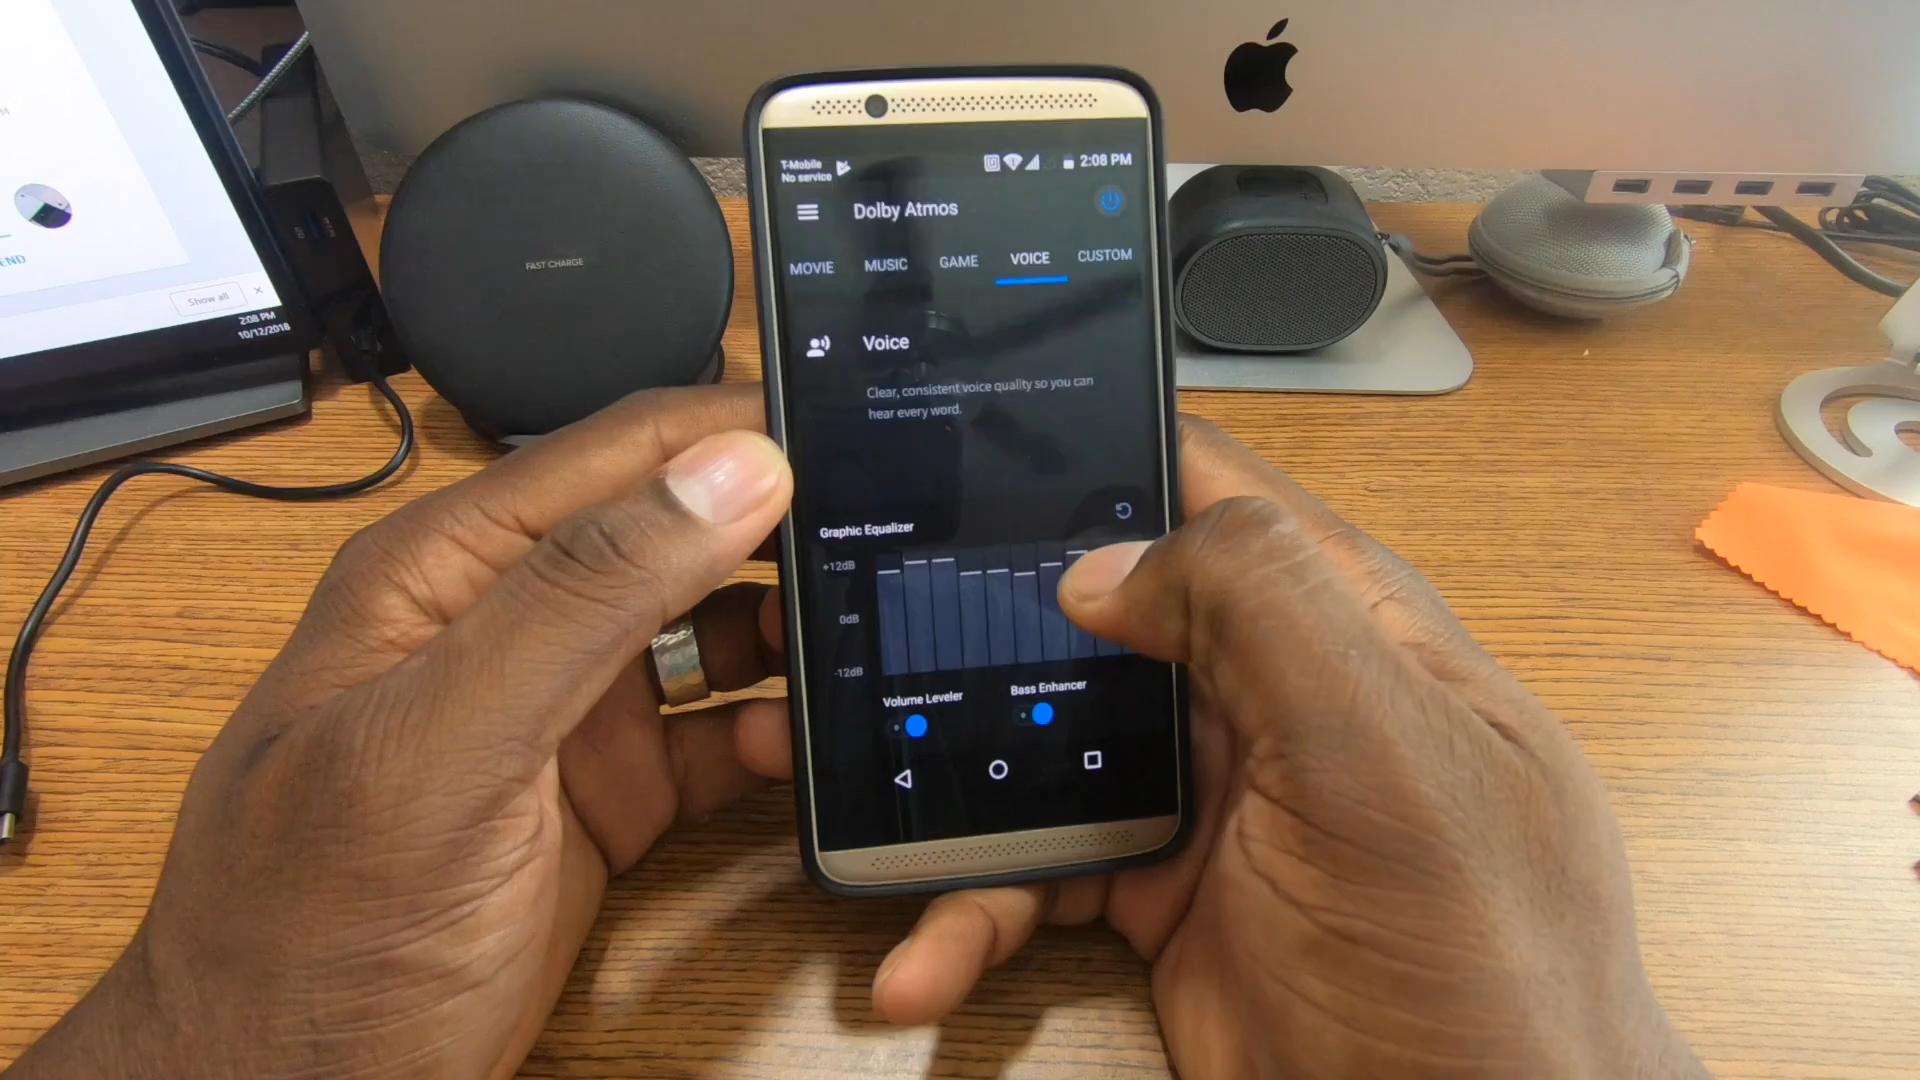 END
Show all
2:08 PM
10/12/2018
FAST CHARGE
T-Mobile
No service
2:08 PM
Dolby Atmos
MOVIE MUSIC GAME VOICE CUSTOM
Voice
Clear, consistent voice quality so you can
hear every word.
Graphic Equalizer
+12dB
0dB
-12dB
Volume Leveler Bass Enhancer